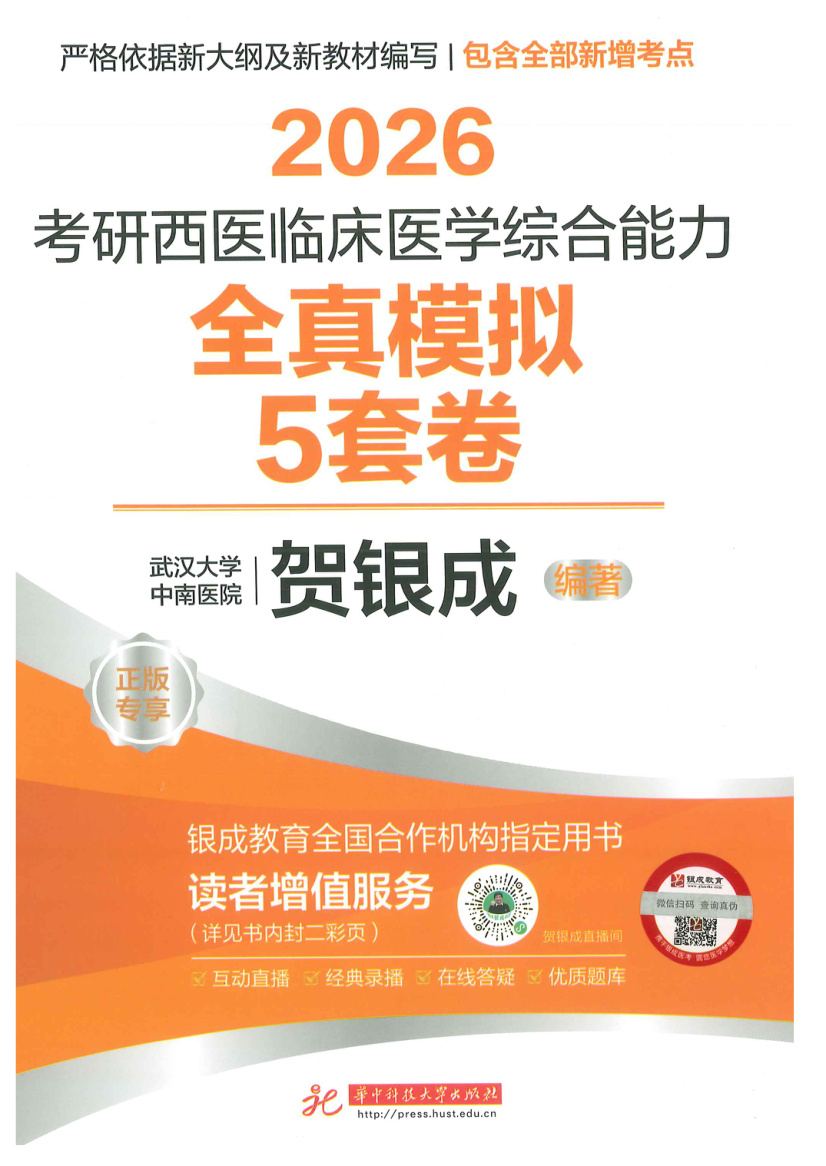 严格依据新大纲及新教材编写 | 包含全部新增考点
2026
考研西医临床医学综合能力
全真模拟
5套卷
武汉大学
中南医院
贺银成
编著
正版
专享
银成教育全国合作机构指定用书
读者增值服务
(详见书内封二彩页)
贺银成直播间
互动直播 经典录播 在线答疑 优质题库
银成教育
微信扫码 查询真伪
华中科技大学出版社
http://press.hust.edu.cn